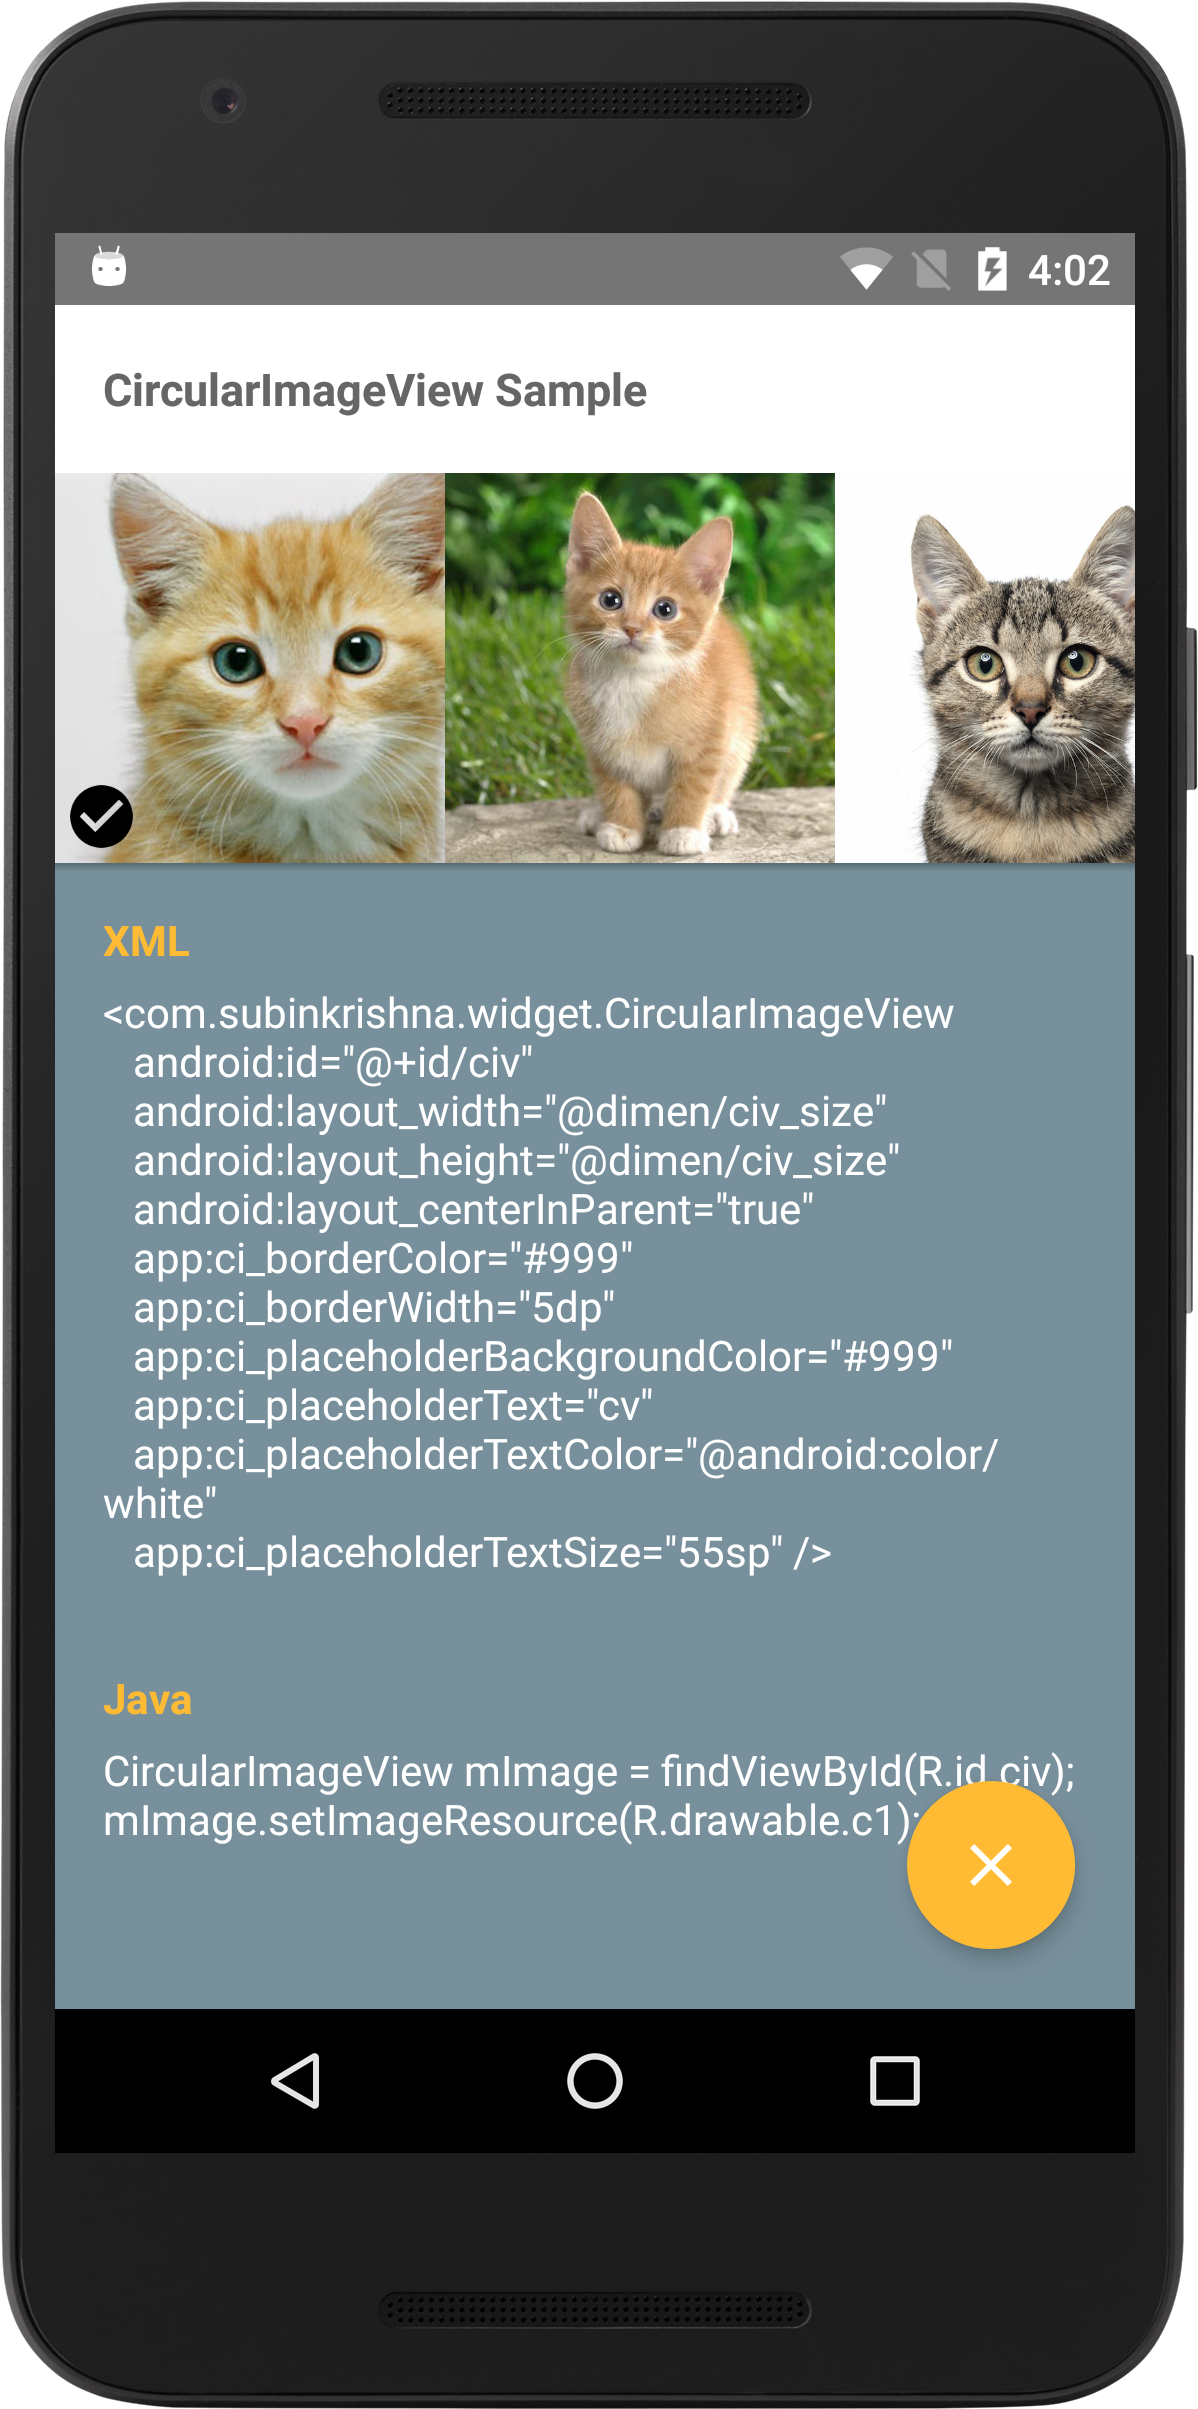 4:02
CircularImageView Sample
XML
<com.subinkrishna.widget.CircularImageView
android:id="@+id/civ"
android:layout_width="@dimen/civ_size"
android:layout_height="@dimen/civ_size"
android:layout_centerInParent="true"
app:ci_borderColor="#999"
app:ci_borderWidth="5dp"
app:ci_placeholderBackgroundColor="#999"
app:ci_placeholderText="cv"
app:ci_placeholderTextColor="@android:color/
white"
app:ci_placeholderTextSize="55sp" />
Java
CircularImageView mImage = findViewById(R.id.civ);
mImage.setImageResource(R.drawable.c1);